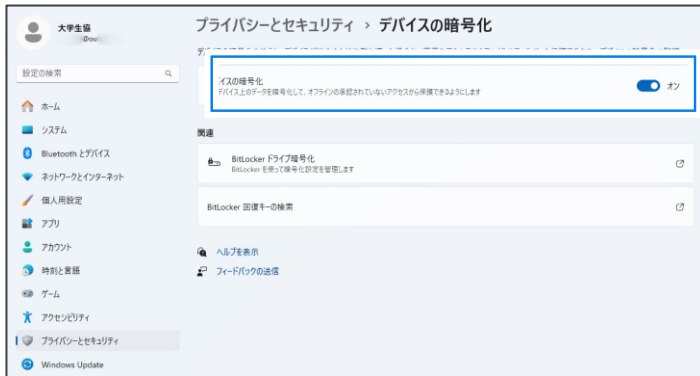 大学生協
プライバシーとセキュリティ › デバイスの暗号化
設定の検索
イスの暗号化
デバイス上のデータを暗号化して、オフラインの承認されていないアクセスから保護できるようにします
オン
ホーム
システム
Bluetooth とデバイス
ネットワークとインターネット
個人用設定
アプリ
アカウント
時刻と言語
ゲーム
アクセシビリティ
プライバシーとセキュリティ
Windows Update
関連
BitLocker ドライブ暗号化
BitLocker を使って暗号化設定を管理します
BitLocker 回復キーの検索
ヘルプを表示
フィードバックの送信